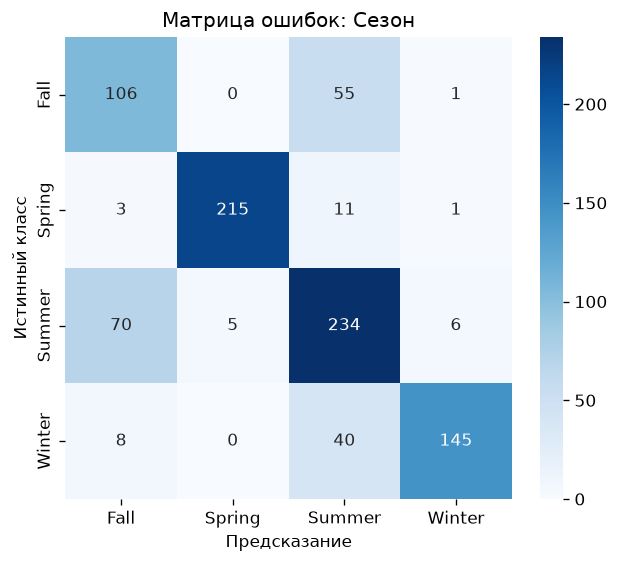 Матрица ошибок: Сезон
Истинный класс
Fall 106 0 55 1
Spring 3 215 11 1
Summer 70 5 234 6
Winter 8 0 40 145
Fall Spring Summer Winter
Предсказание
200
150
100
50
0